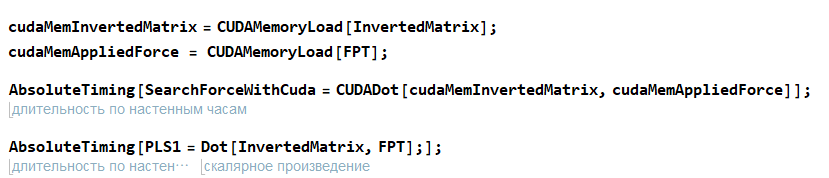 cudaMemInvertedMatrix = CUDAMemoryLoad[InvertedMatrix];
cudaMemAppliedForce = CUDAMemoryLoad[FPT];
AbsoluteTiming[SearchForceWithCuda = CUDADot[cudaMemInvertedMatrix, cudaMemAppliedForce]];
длительность по настенным часам
AbsoluteTiming[PLS1 = Dot[InvertedMatrix, FPT];];
длительность по настен⋯ скалярное произведение